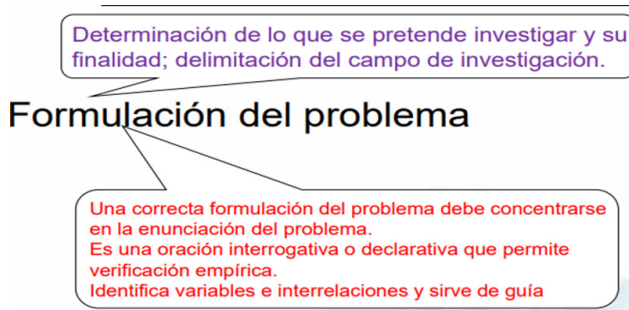 Determinación de lo que se pretende investigar y su
finalidad; delimitación del campo de investigación.
Formulación del problema
Una correcta formulación del problema debe concentrarse
en la enunciación del problema.
Es una oración interrogativa o declarativa que permite
verificación empírica.
Identifica variables e interrelaciones y sirve de guía